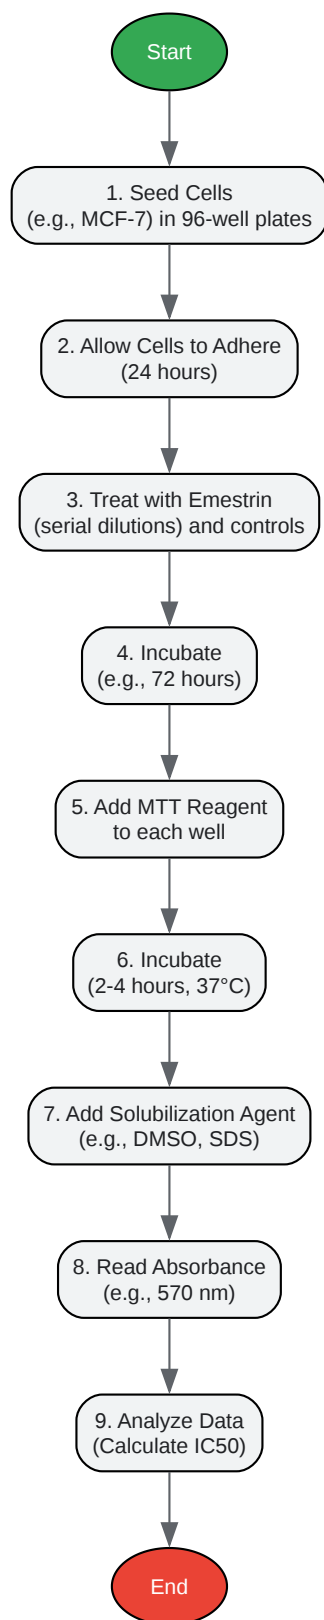 Start
1. Seed Cells
(e.g., MCF-7) in 96-well plates
2. Allow Cells to Adhere
(24 hours)
3. Treat with Emestrin
(serial dilutions) and controls
4. Incubate
(e.g., 72 hours)
5. Add MTT Reagent
to each well
6. Incubate
(2-4 hours, 37°C)
7. Add Solubilization Agent
(e.g., DMSO, SDS)
8. Read Absorbance
(e.g., 570 nm)
9. Analyze Data
(Calculate IC50)
End